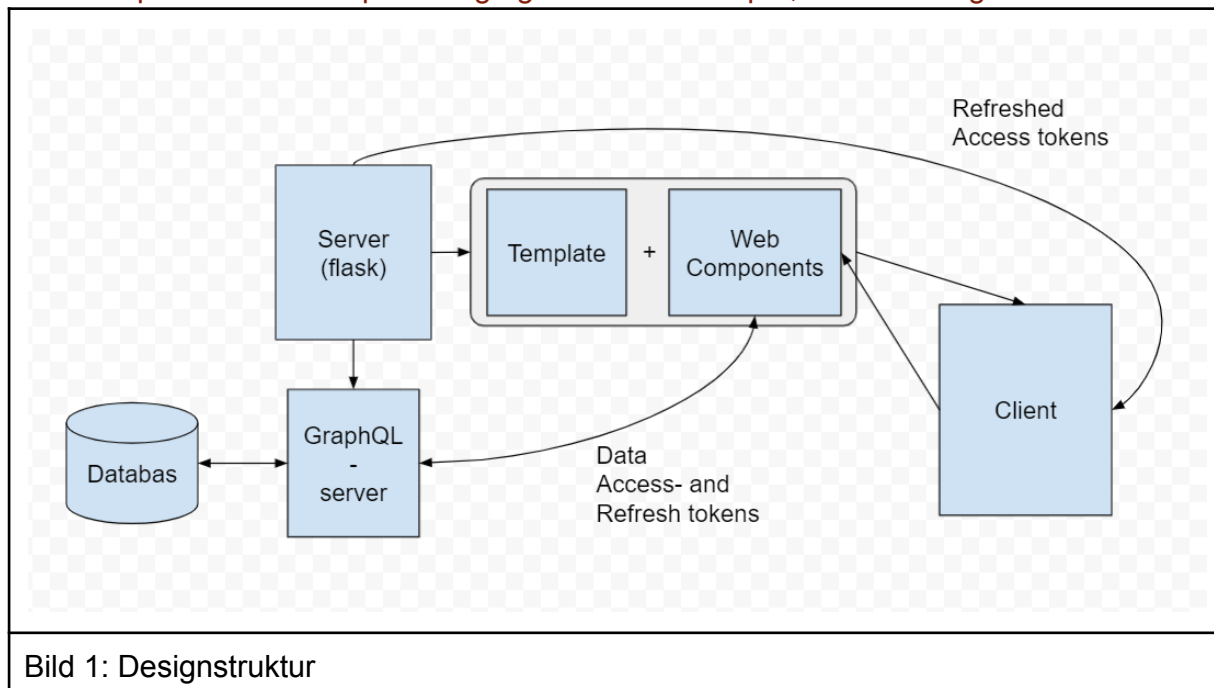 Refreshed
Access tokens
Server
(flask)
Template
+
Web
Components
Client
GraphQL
-
server
Databas
Data
Access- and
Refresh tokens
Bild 1: Designstruktur